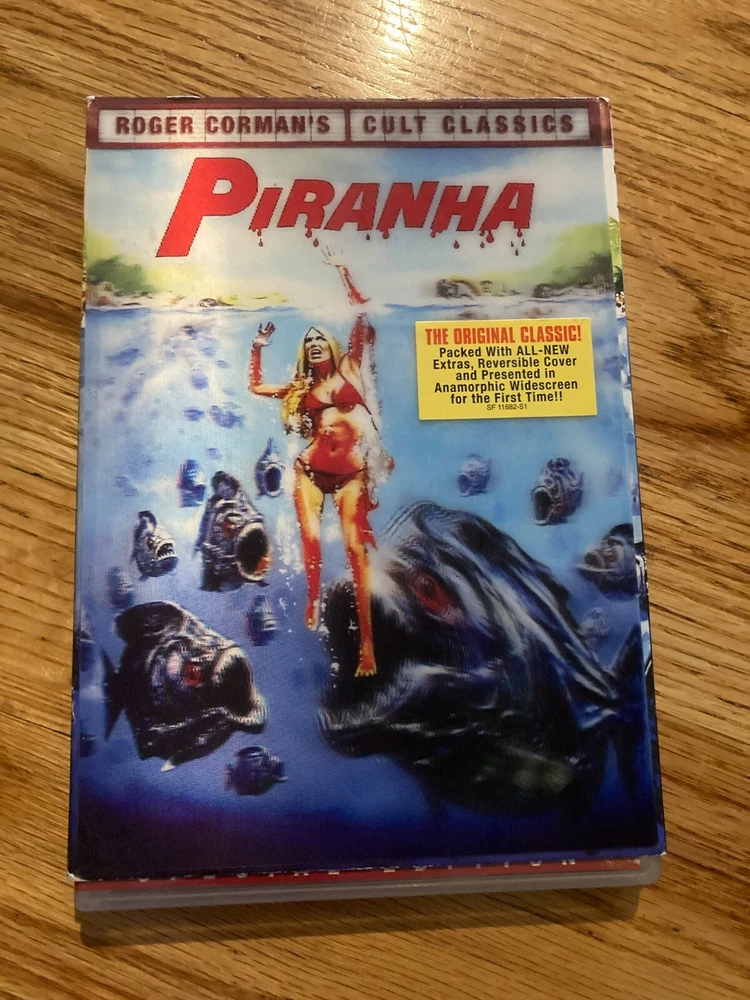 ROGER CORMAN'S CULT CLASSICS
PIRANHA
THE ORIGINAL CLASSIC!
Packed With ALL-NEW
Extras, Reversible Cover
and Presented in
Anamorphic Widescreen
for the First Time!!
SF 11682-S1